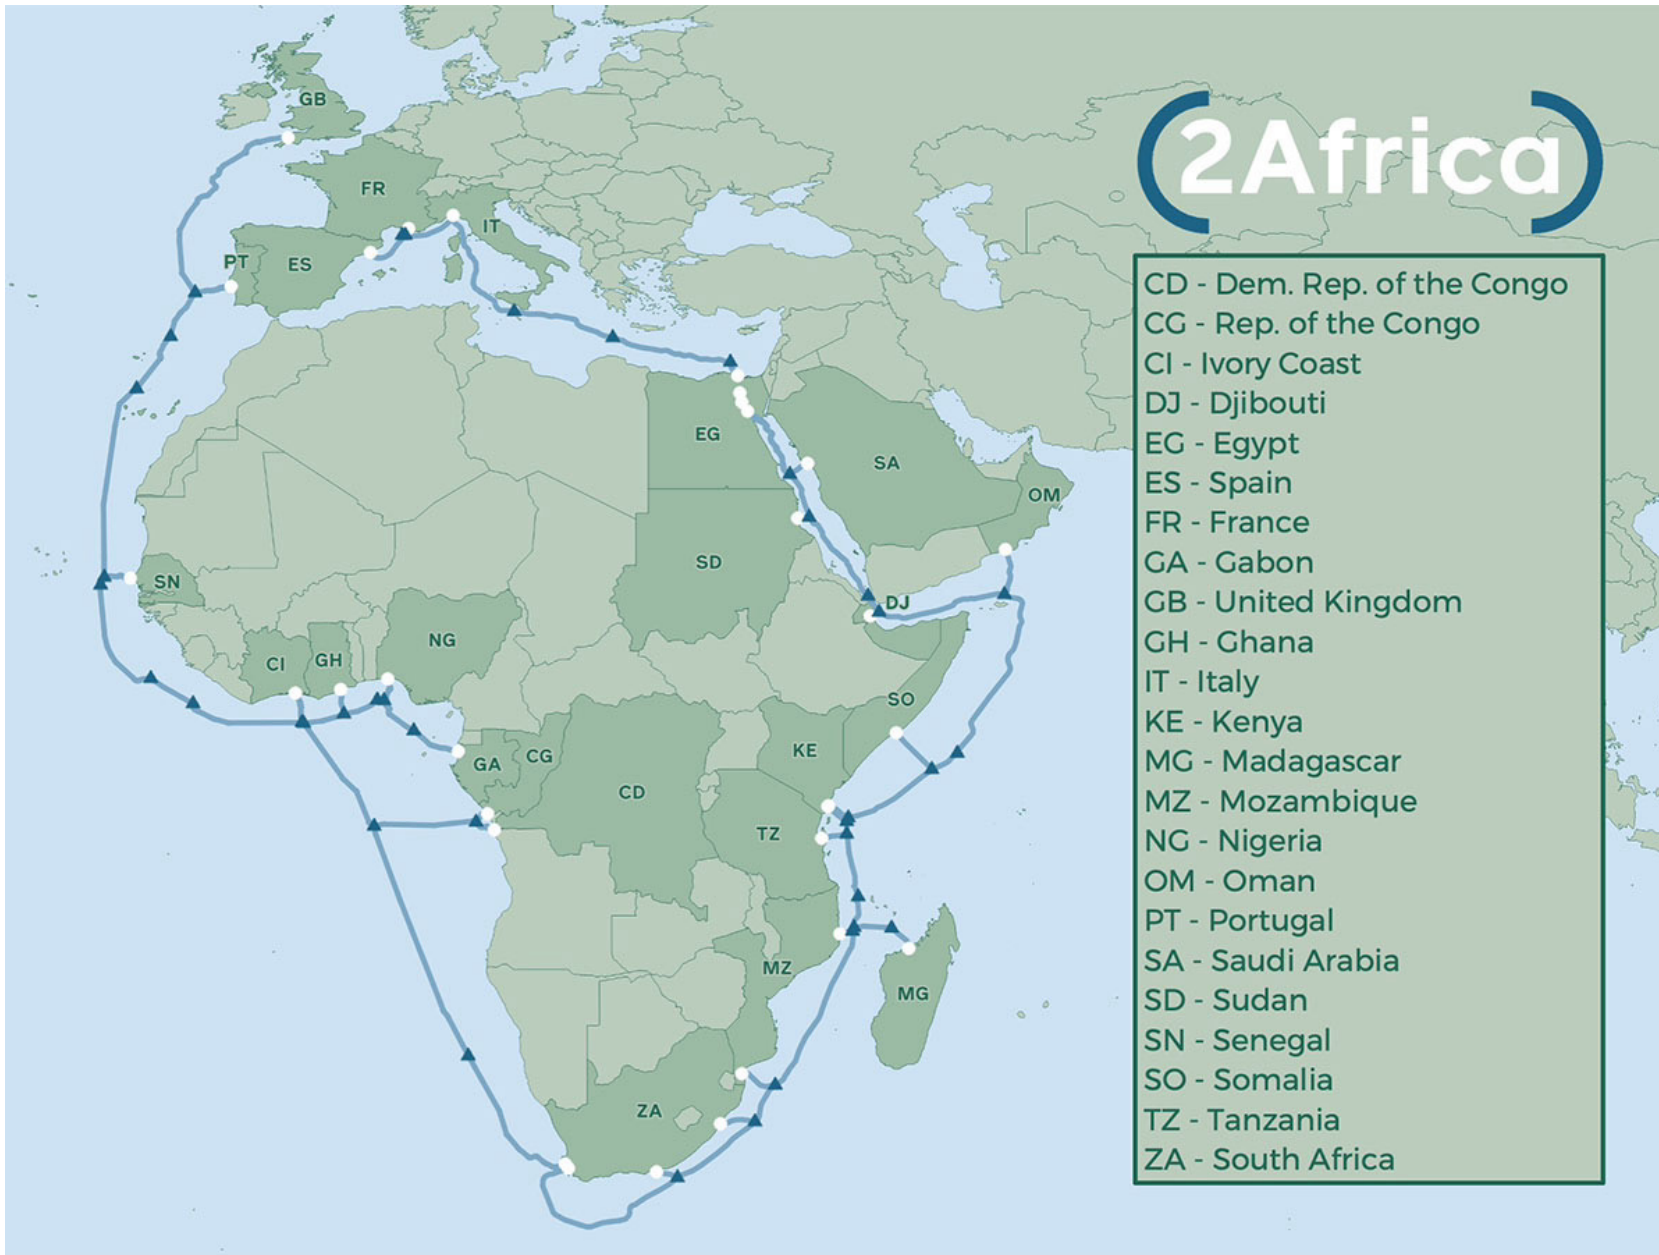 GB
FR
IT
PT
ES
EG
SA
OM
SN
SD
DJ
NG
CI
GH
SO
GA
CG
KE
CD
TZ
MZ
MG
ZA
(2Africa)
CD - Dem. Rep. of the Congo
CG - Rep. of the Congo
CI - Ivory Coast
DJ - Djibouti
EG - Egypt
ES - Spain
FR - France
GA - Gabon
GB - United Kingdom
GH - Ghana
IT - Italy
KE - Kenya
MG - Madagascar
MZ - Mozambique
NG - Nigeria
OM - Oman
PT - Portugal
SA - Saudi Arabia
SD - Sudan
SN - Senegal
SO - Somalia
TZ - Tanzania
ZA - South Africa